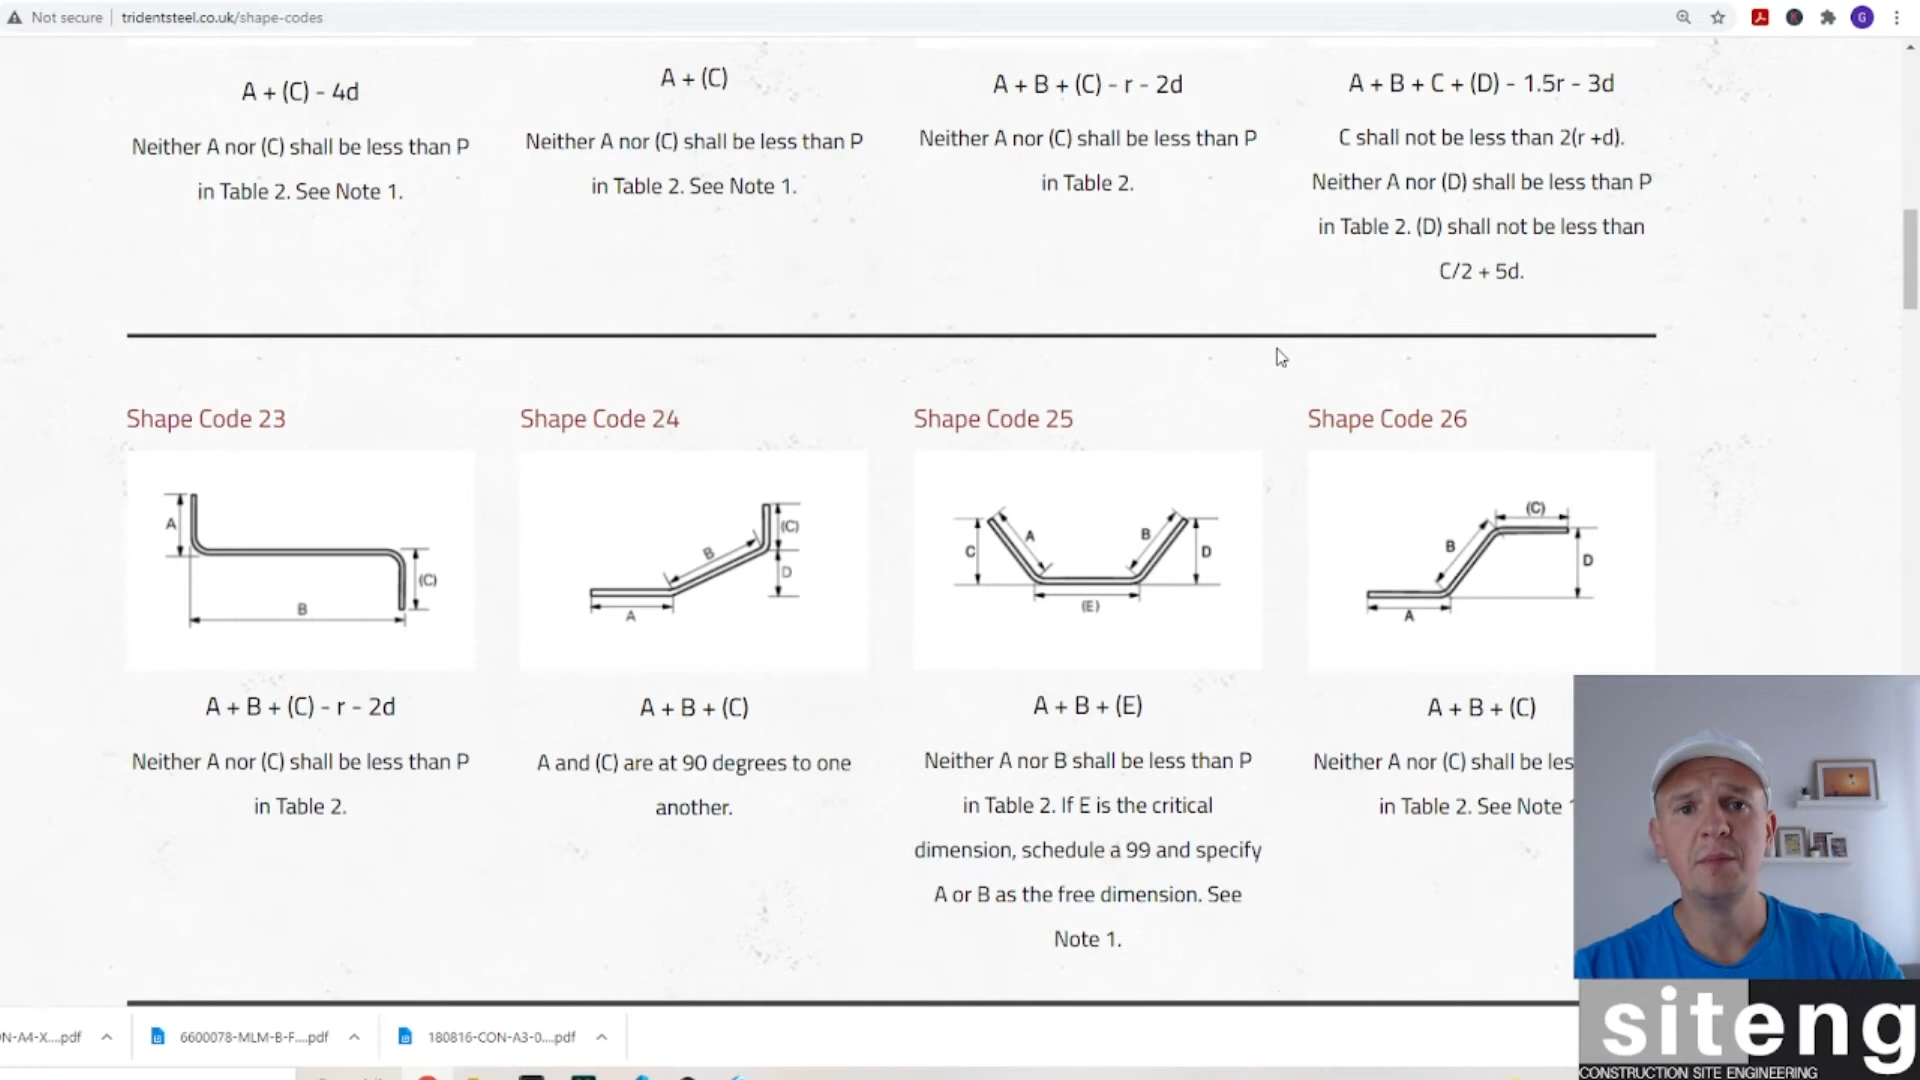 Not secure
tridentsteel.co.uk/shape-codes
G
A + (C) - 4d
Neither A nor (C) shall be less than P
in Table 2. See Note 1.
A + (C)
Neither A nor (C) shall be less than P
in Table 2. See Note 1.
A + B + (C) - r - 2d
Neither A nor (C) shall be less than P
in Table 2.
A + B + C + (D) - 1.5r - 3d
C shall not be less than 2(r +d).
Neither A nor (D) shall be less than P
in Table 2. (D) shall not be less than
C/2 + 5d.
Shape Code 23
A
(C)
B
A + B + (C) - r - 2d
Neither A nor (C) shall be less than P
in Table 2.
Shape Code 24
B
(C)
D
A
A + B + (C)
A and (C) are at 90 degrees to one
another.
Shape Code 25
A
B
C
D
(E)
A + B + (E)
Neither A nor B shall be less than P
in Table 2. If E is the critical
dimension, schedule a 99 and specify
A or B as the free dimension. See
Note 1.
Shape Code 26
(C)
B
D
A
A + B + (C)
Neither A nor (C) shall be les
in Table 2. See Note
N-A4-X....pdf
6600078-MLM-B-F....pdf
180816-CON-A3-0....pdf
siteng
CONSTRUCTION SITE ENGINEERING